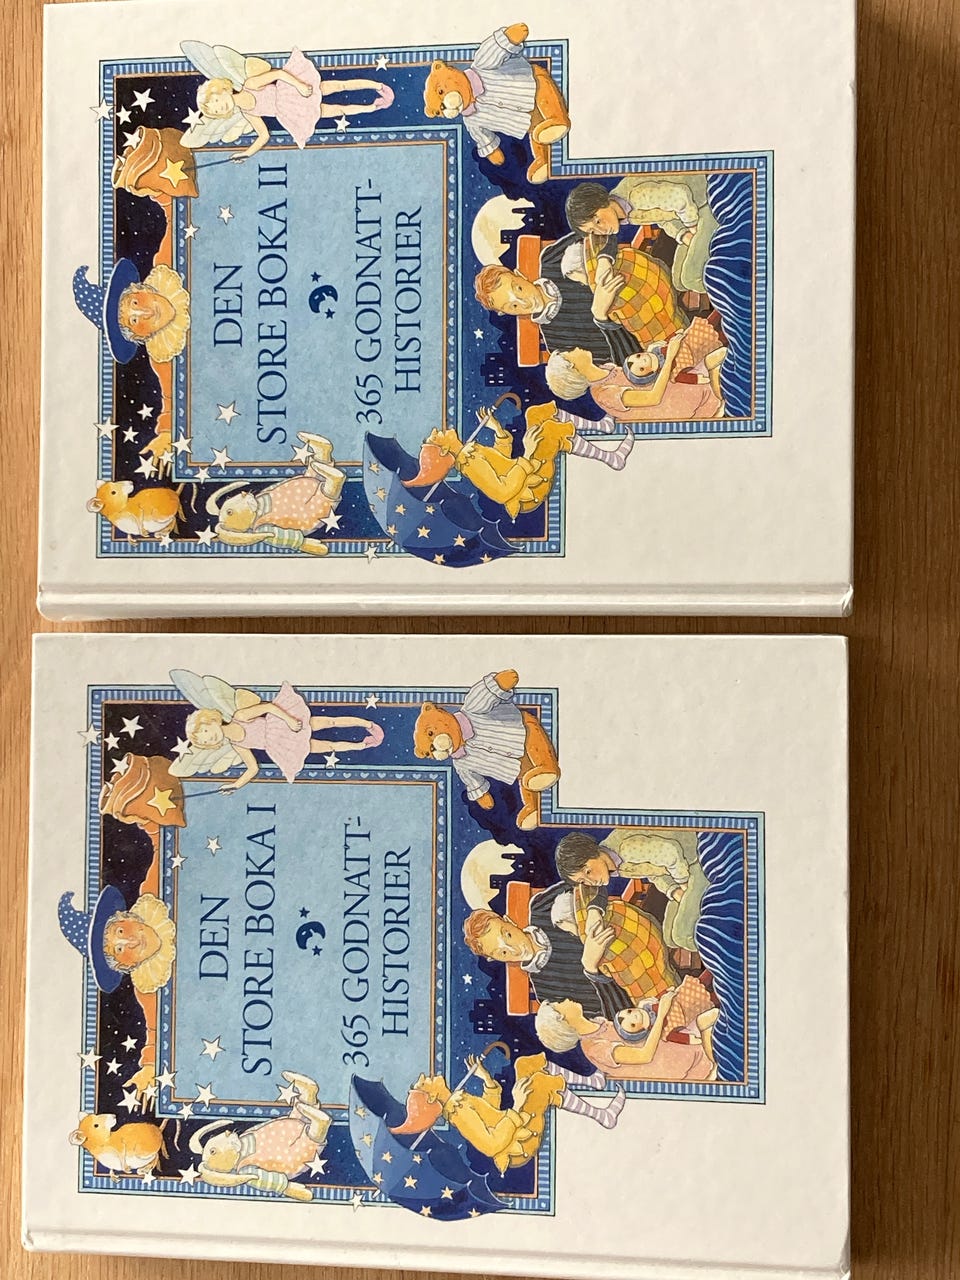 DEN
STORE BOKA II
365 GODNATT-
HISTORIER
DEN
STORE BOKA I
365 GODNATT-
HISTORIER